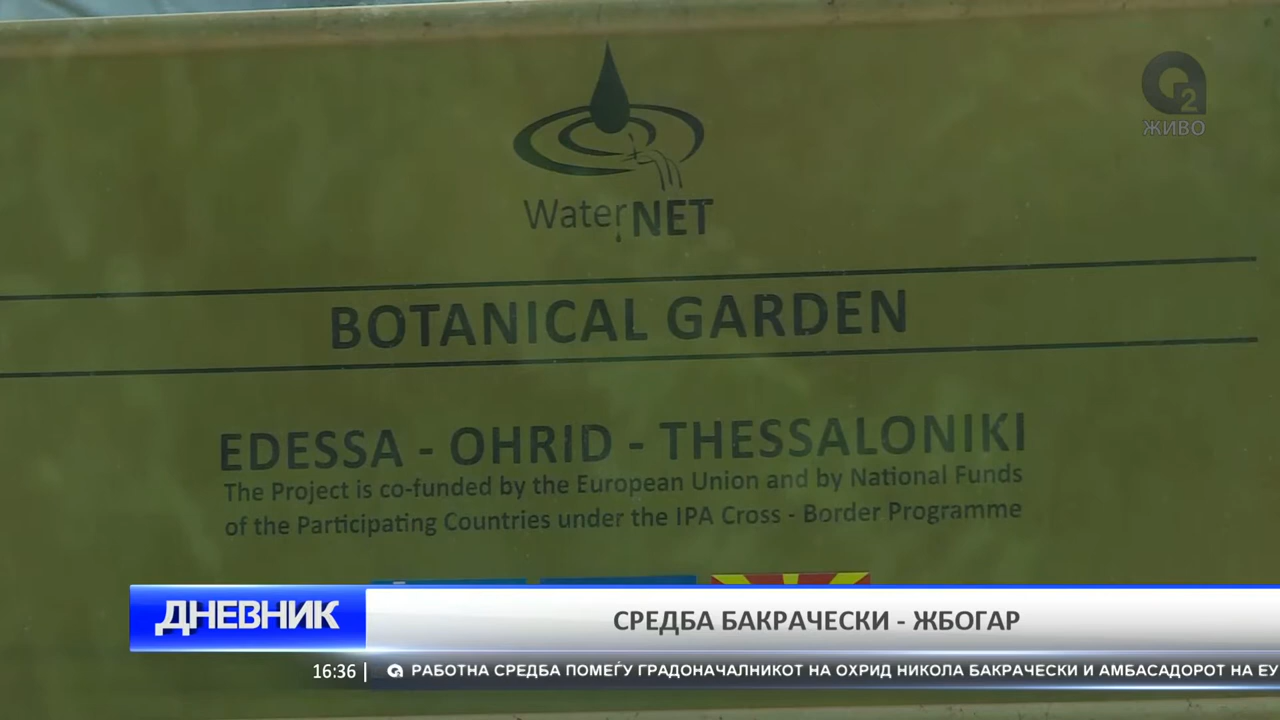 2
ЖИВО
WaterNET
BOTANICAL GARDEN
EDESSA - OHRID - THESSALONIKI
The Project is co-funded by the European Union and by National Funds
of the Participating Countries under the IPA Cross - Border Programme
ДНЕВНИК
СРЕДБА БАКРАЧЕСКИ - ЖБОГАР
16:36
РАБОТНА СРЕДБА ПОМЕЃУ ГРАДОНАЧАЛНИКОТ НА ОХРИД НИКОЛА БАКРАЧЕСКИ И АМБАСАДОРОТ НА ЕУ